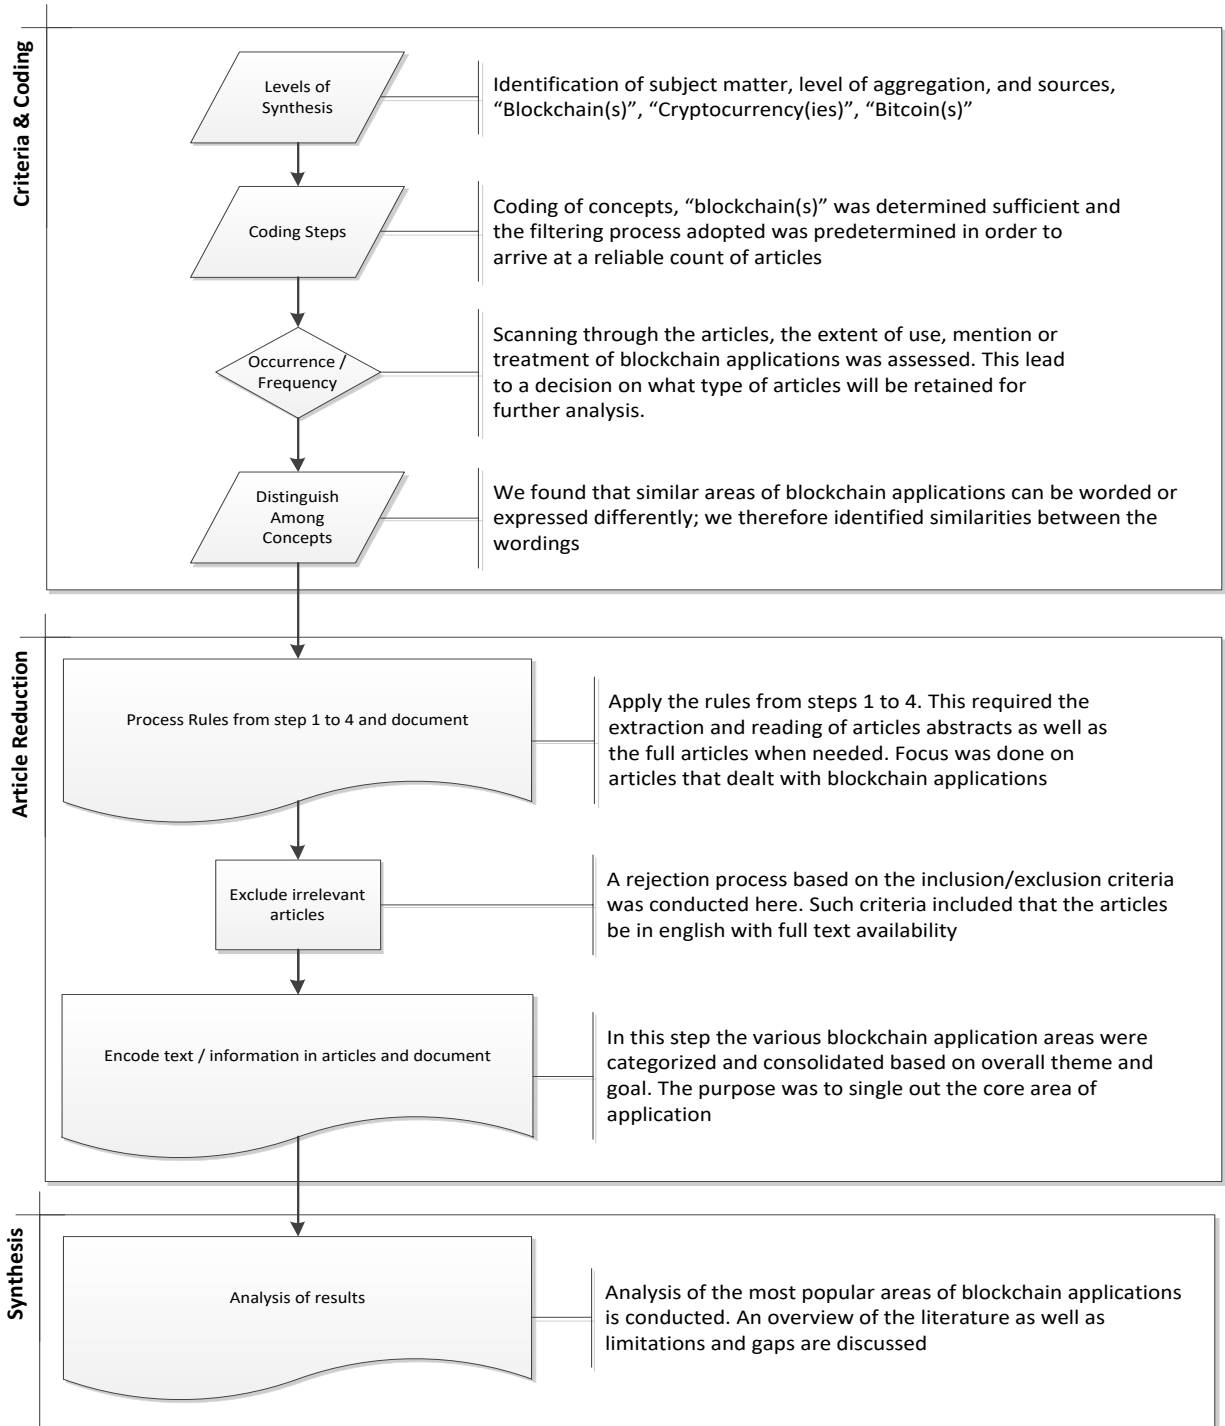 Criteria & Coding
Levels of
Synthesis
Identification of subject matter, level of aggregation, and sources,
“Blockchain(s)”, “Cryptocurrency(ies)”, “Bitcoin(s)”
Coding Steps
Coding of concepts, “blockchain(s)” was determined sufficient and
the filtering process adopted was predetermined in order to
arrive at a reliable count of articles
Occurrence /
Frequency
Scanning through the articles, the extent of use, mention or
treatment of blockchain applications was assessed. This lead
to a decision on what type of articles will be retained for
further analysis.
Distinguish
Among
Concepts
We found that similar areas of blockchain applications can be worded or
expressed differently; we therefore identified similarities between the
wordings
Article Reduction
Process Rules from step 1 to 4 and document
Apply the rules from steps 1 to 4. This required the
extraction and reading of articles abstracts as well as
the full articles when needed. Focus was done on
articles that dealt with blockchain applications
Exclude irrelevant
articles
A rejection process based on the inclusion/exclusion criteria
was conducted here. Such criteria included that the articles
be in english with full text availability
Encode text / information in articles and document
In this step the various blockchain application areas were
categorized and consolidated based on overall theme and
goal. The purpose was to single out the core area of
application
Synthesis
Analysis of results
Analysis of the most popular areas of blockchain applications
is conducted. An overview of the literature as well as
limitations and gaps are discussed